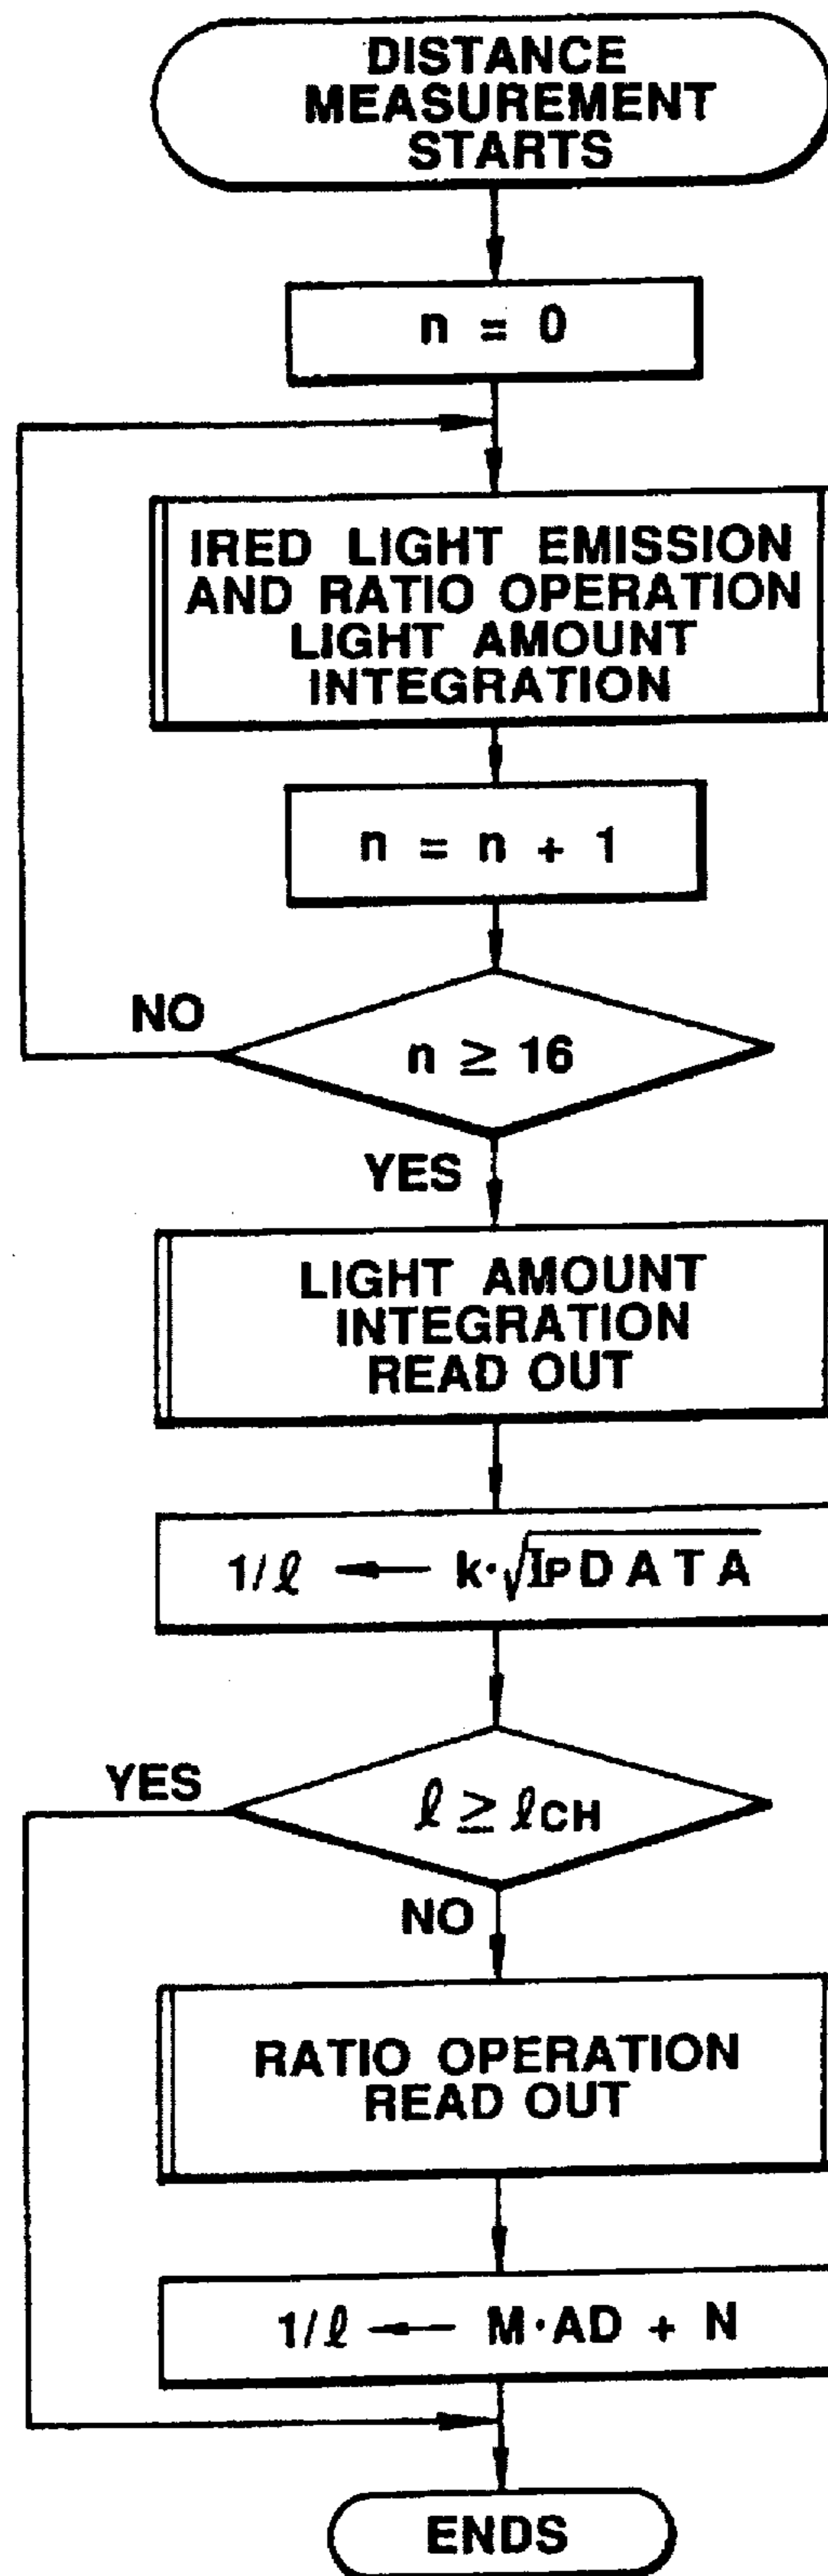 DISTANCE
MEASUREMENT
STARTS
n = 0
IRED LIGHT EMISSION
AND RATIO OPERATION
LIGHT AMOUNT
INTEGRATION
n = n + 1
NO
n ≥ 16
YES
LIGHT AMOUNT
INTEGRATION
READ OUT
1/ℓ ← k·√IPDATA
YES
ℓ ≥ ℓCH
NO
RATIO OPERATION
READ OUT
1/ℓ ← M·AD + N
ENDS